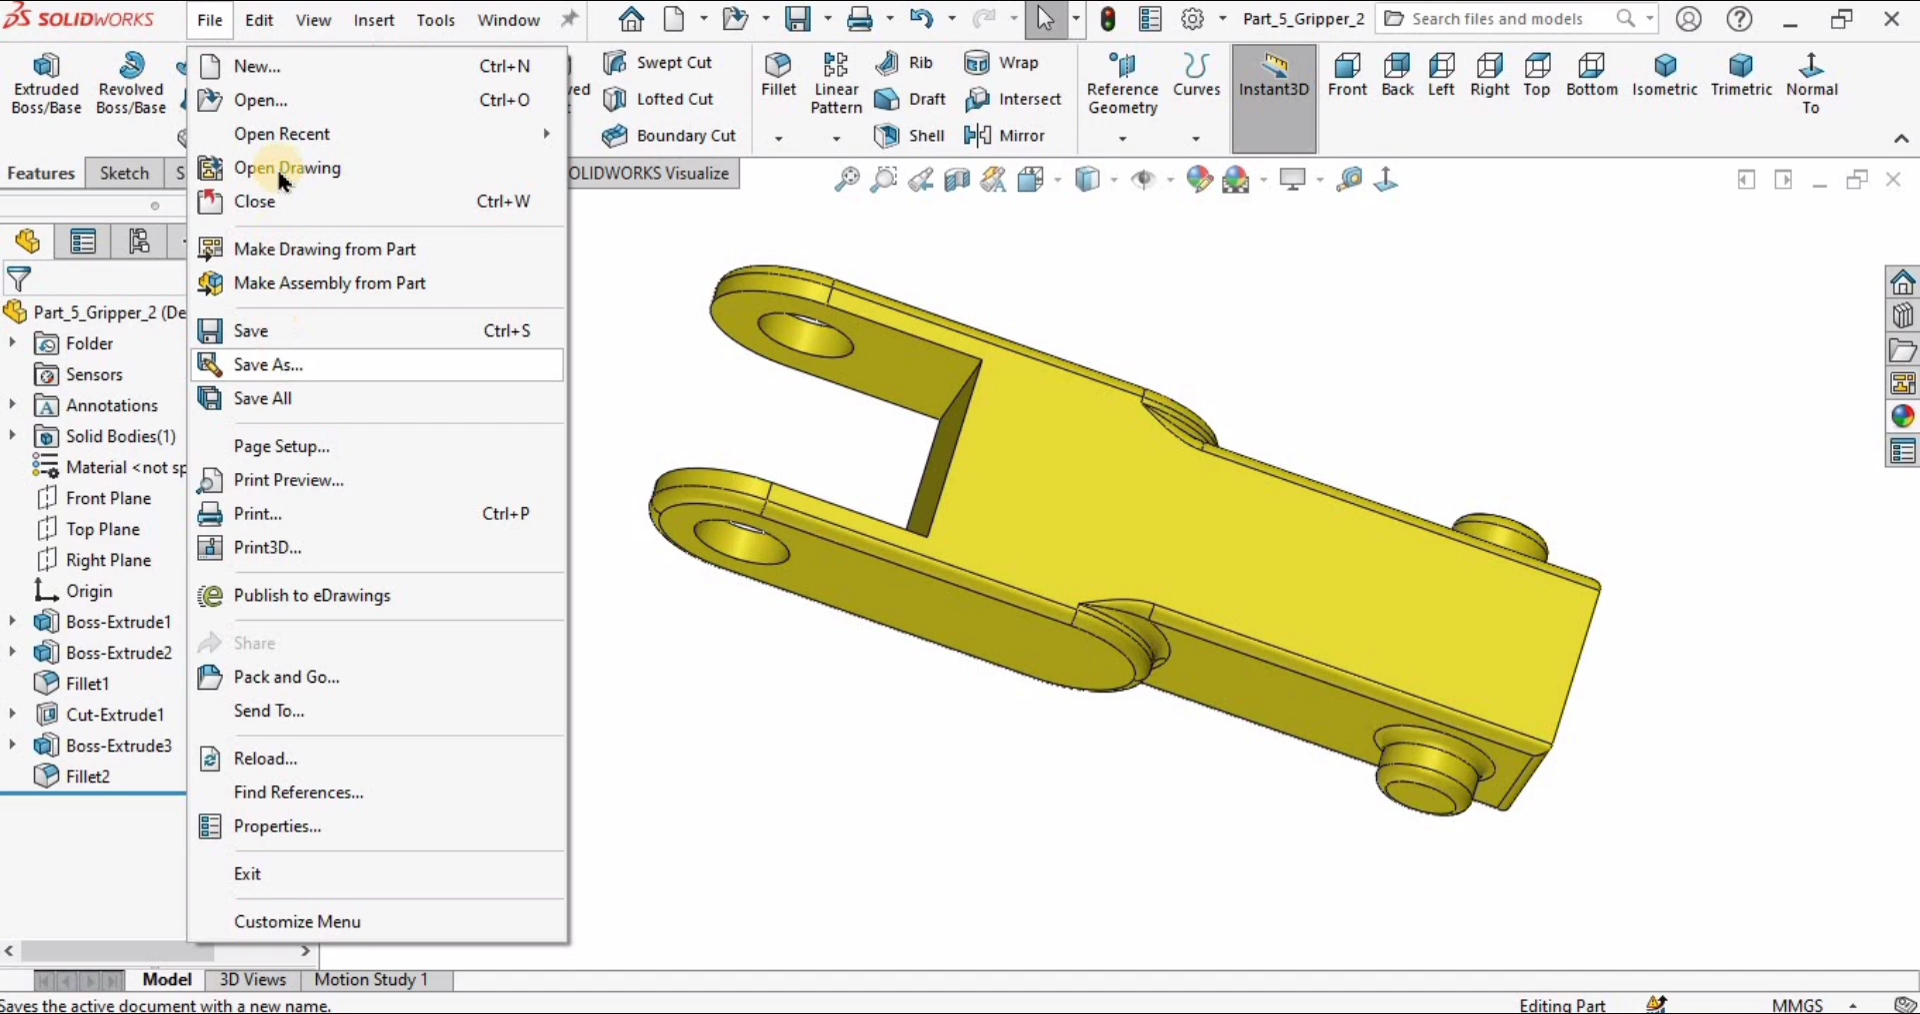 SOLIDWORKS
File
Edit
View
Insert
Tools
Window
Part_5_Gripper_2
Search files and models
Extruded
Boss/Base
Revolved
Boss/Base
Swept Cut
Lofted Cut
Boundary Cut
Fillet
Linear
Pattern
Rib
Draft
Shell
Wrap
Intersect
Mirror
Reference
Geometry
Curves
Instant3D
Front
Back
Left
Right
Top
Bottom
Isometric
Trimetric
Normal
To
Features
Sketch
S
OLIDWORKS Visualize
New... Ctrl+N
Open... Ctrl+O
Open Recent
Open Drawing
Close Ctrl+W
Make Drawing from Part
Make Assembly from Part
Save Ctrl+S
Save As...
Save All
Page Setup...
Print Preview...
Print... Ctrl+P
Print3D...
Publish to eDrawings
Share
Pack and Go...
Send To...
Reload...
Find References...
Properties...
Exit
Customize Menu
Part_5_Gripper_2 (De
Folder
Sensors
Annotations
Solid Bodies(1)
Material <not sp
Front Plane
Top Plane
Right Plane
Origin
Boss-Extrude1
Boss-Extrude2
Fillet1
Cut-Extrude1
Boss-Extrude3
Fillet2
Model
3D Views
Motion Study 1
Saves the active document with a new name.
Editing Part
MMGS